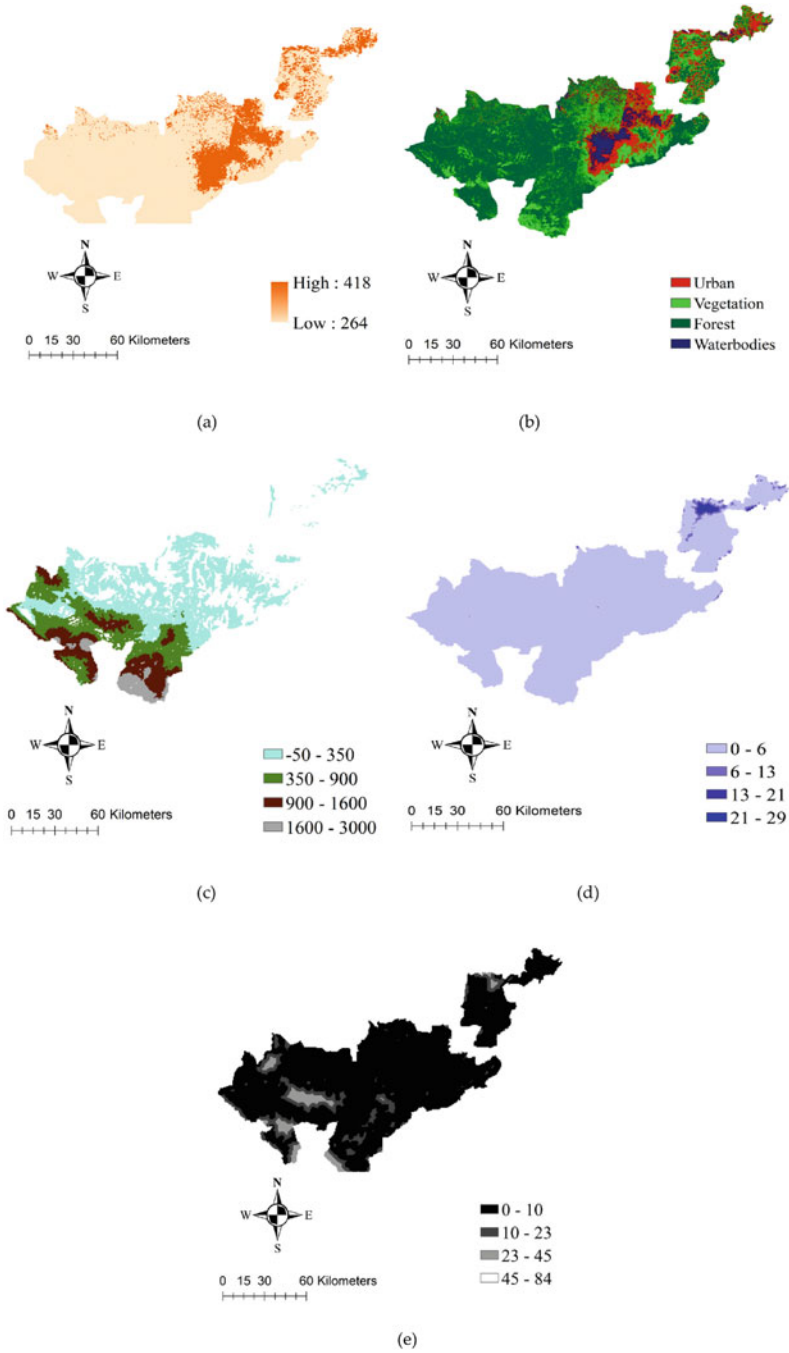 N
W E
S
High : 418
Low : 264
0 15 30 60 Kilometers
(a)
N
W E
S
Urban
Vegetation
Forest
Waterbodies
0 15 30 60 Kilometers
(b)
N
W E
S
-50 - 350
350 - 900
900 - 1600
1600 - 3000
0 15 30 60 Kilometers
(c)
N
W E
S
0 - 6
6 - 13
13 - 21
21 - 29
0 15 30 60 Kilometers
(d)
N
W E
S
0 - 10
10 - 23
23 - 45
45 - 84
0 15 30 60 Kilometers
(e)